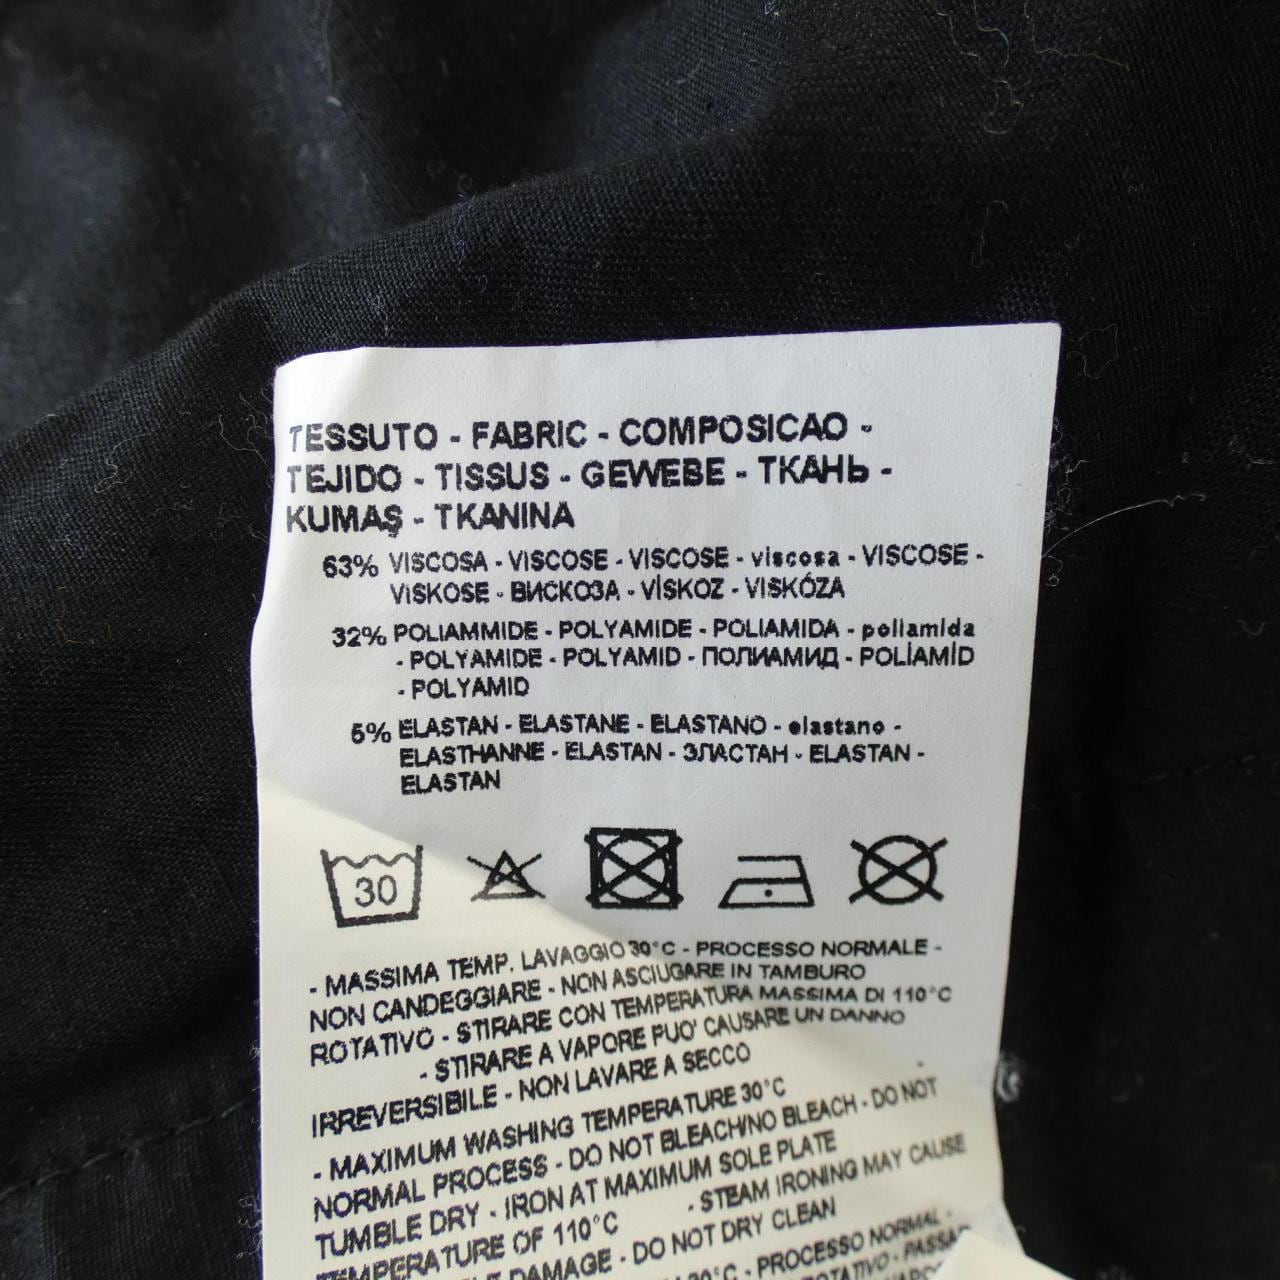 TESSUTO - FABRIC - COMPOSICAO -
TEJIDO - TISSUS - GEWEBE - ТКАНЬ -
KUMAŞ - TKANINA
63% VISCOSA - VISCOSE - VISCOSE - viscosa - VISCOSE -
VISKOSE - ВИСКОЗА - VİSKOZ - VISKÓZA
32% POLIAMMIDE - POLYAMIDE - POLIAMIDA - poliamida
- POLYAMIDE - POLYAMID - ПОЛИАМИД - POLİAMİD
- POLYAMID
5% ELASTAN - ELASTANE - ELASTANO - elastano -
ELASTHANNE - ELASTAN - ЭЛАСТАН - ELASTAN -
ELASTAN
30
- MASSIMA TEMP. LAVAGGIO 30°C - PROCESSO NORMALE -
NON CANDEGGIARE - NON ASCIUGARE IN TAMBURO
ROTATIVO - STIRARE CON TEMPERATURA MASSIMA DI 110°C
- STIRARE A VAPORE PUO' CAUSARE UN DANNO
IRREVERSIBILE - NON LAVARE A SECCO
- MAXIMUM WASHING TEMPERATURE 30°C -
NORMAL PROCESS - DO NOT BLEACH/NO BLEACH - DO NOT
TUMBLE DRY - IRON AT MAXIMUM SOLE PLATE
TEMPERATURE OF 110°C - STEAM IRONING MAY CAUSE
DAMAGE - DO NOT DRY CLEAN
30°C - PROCESSO NORMAL -